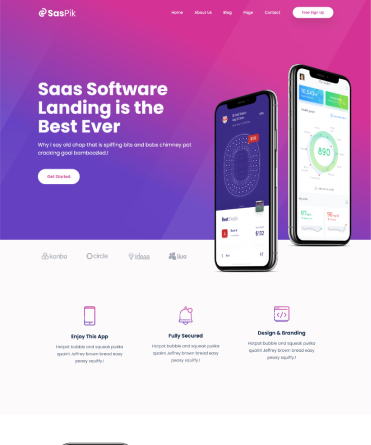 SasPik
Home About Us Blog Page Contact Free Sign Up
Saas Software
Landing is the
Best Ever
Why I say old chap that is spiffing bits and bobs chimney pot
cracking goal bamboozled!
Get Started
kanba circle ideaa liva
Enjoy This App
Hotpot bubble and squeak pukka
quaint Jeffrey brown bread easy
peasy squiffy!
Fully Secured
Hotpot bubble and squeak pukka
quaint Jeffrey brown bread easy
peasy squiffy!
Design & Branding
Hotpot bubble and squeak pukka
quaint Jeffrey brown bread easy
peasy squiffy!
890